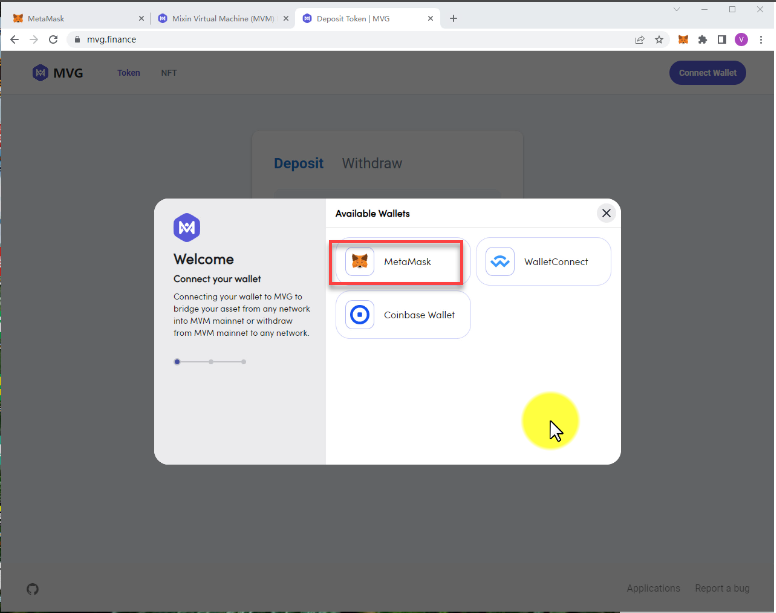 MetaMask
Mixin Virtual Machine (MVM)
Deposit Token | MVG
mvg.finance
V
MVG
Token
NFT
Connect Wallet
Deposit
Withdraw
Available Wallets
Welcome
Connect your wallet
Connecting your wallet to MVG to
bridge your asset from any network
into MVM mainnet or withdraw
from MVM mainnet to any network.
MetaMask
WalletConnect
Coinbase Wallet
Applications
Report a bug